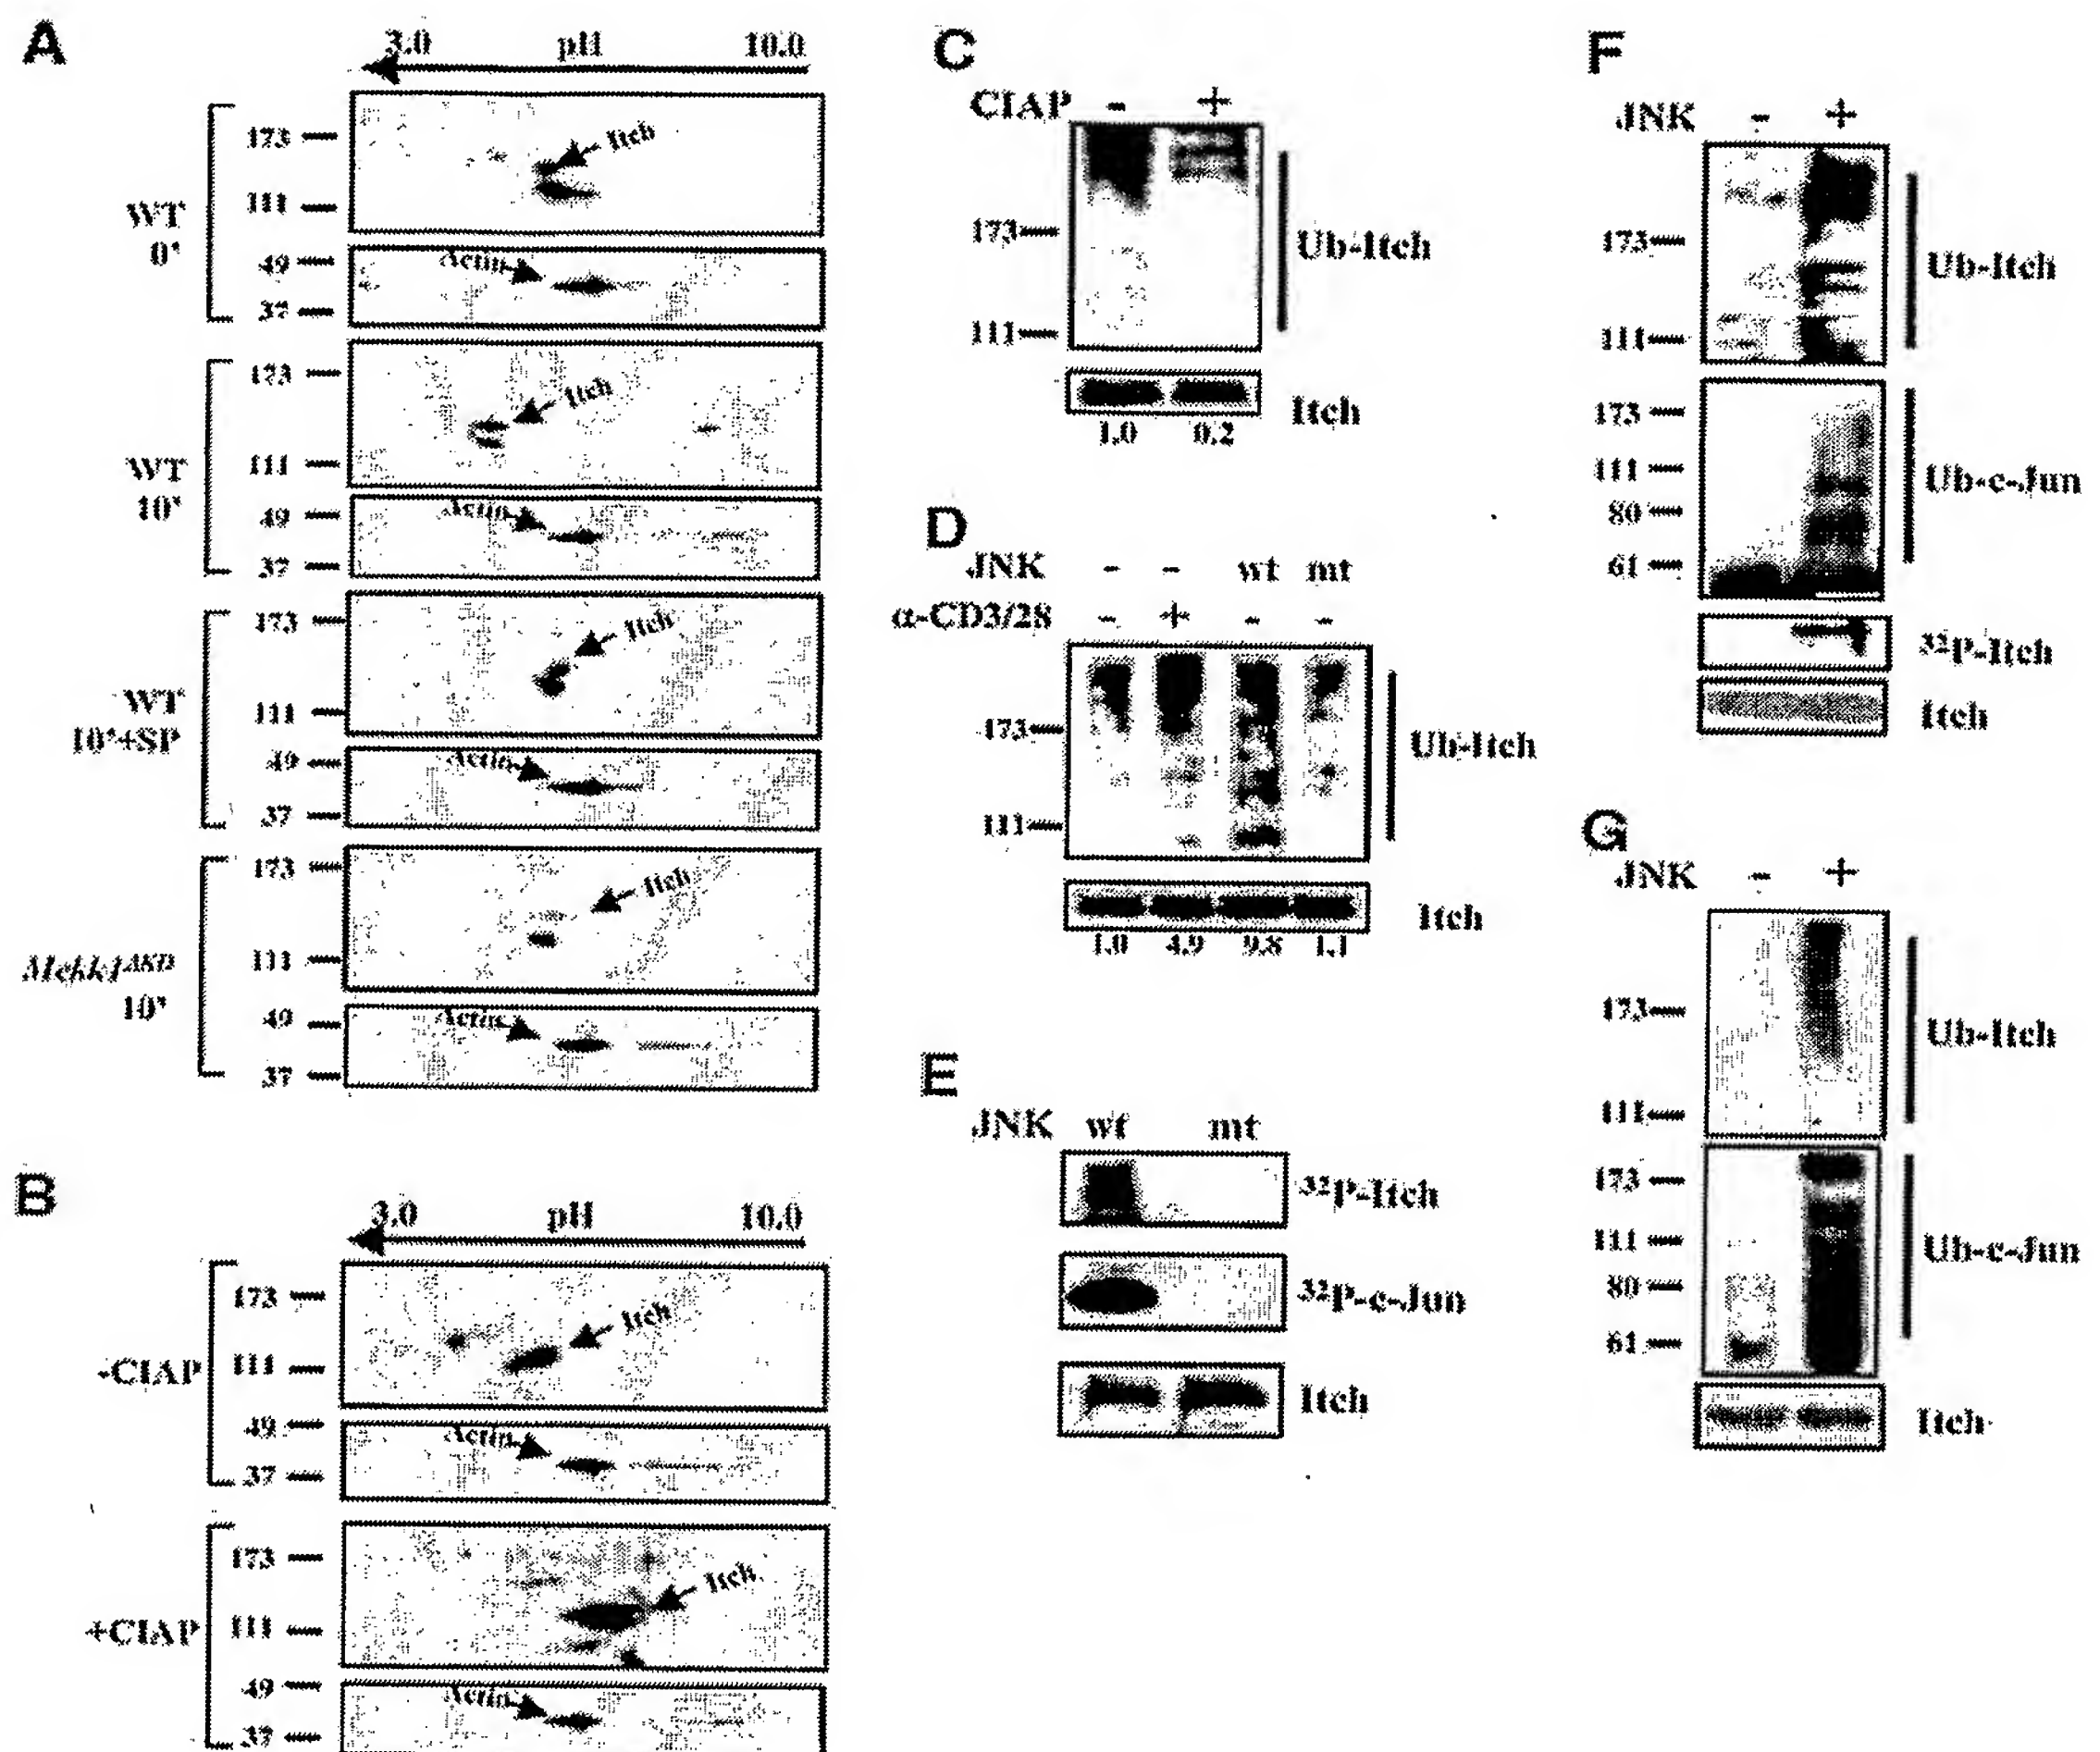 A
3.0 pH 10.0
WT
0'
173
111
Itch
49
37
Actin
WT
10'
173
111
Itch
49
37
Actin
WT
10'+SP
173
111
Itch
49
37
Actin
Mekk1ΔKD
10'
173
111
Itch
49
37
Actin
B
3.0 pH 10.0
-CIAP
173
111
Itch
49
37
Actin
+CIAP
173
111
Itch
49
37
Actin
C
CIAP - +
173
111
Ub-Itch
Itch
1.0 0.2
D
JNK - - wt mt
α-CD3/28 - + - -
173
111
Ub-Itch
Itch
1.0 4.9 9.8 1.1
E
JNK wt mt
32P-Itch
32P-c-Jun
Itch
F
JNK - +
173
111
Ub-Itch
173
111
80
61
Ub-c-Jun
32P-Itch
Itch
G
JNK - +
173
111
Ub-Itch
173
111
80
61
Ub-c-Jun
Itch